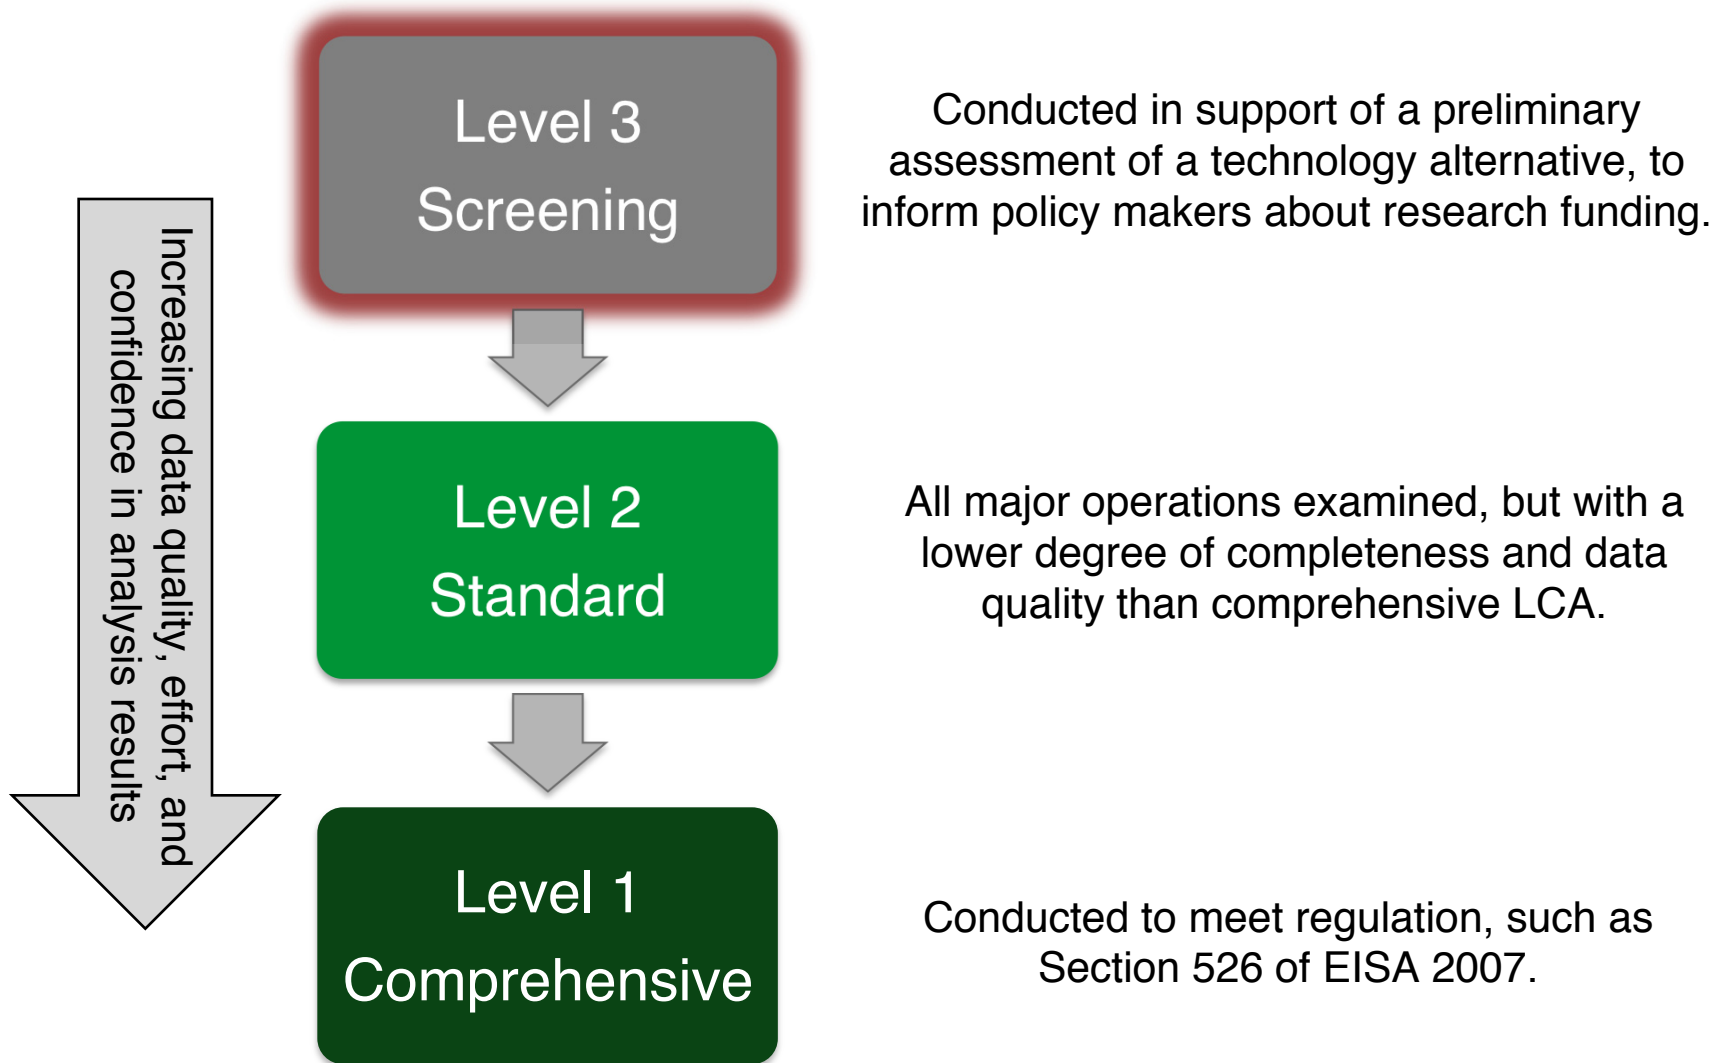 Level 3
Screening
Conducted in support of a preliminary
assessment of a technology alternative, to
inform policy makers about research funding.
Increasing data quality, effort, and
confidence in analysis results
Level 2
Standard
All major operations examined, but with a
lower degree of completeness and data
quality than comprehensive LCA.
Level 1
Comprehensive
Conducted to meet regulation, such as
Section 526 of EISA 2007.